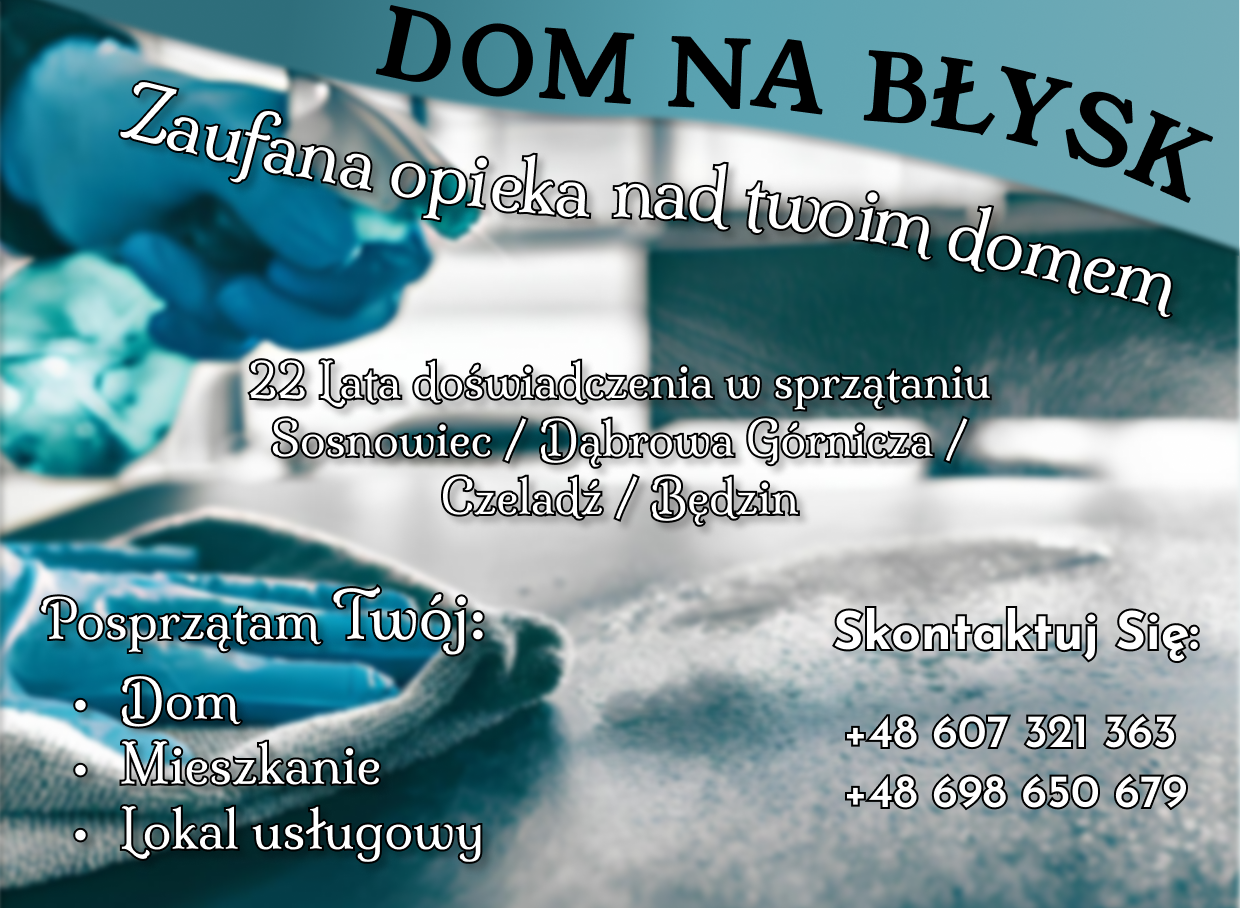 DOM NA BŁYSK
Zaufana opieka nad twoim domem
22 Lata doświadczenia w sprzątaniu
Sosnowiec / Dąbrowa Górnicza /
Czeladź / Będzin
Posprzątam Twój:
• Dom
• Mieszkanie
• Lokal usługowy
Skontaktuj Się:
+48 607 321 363
+48 698 650 679